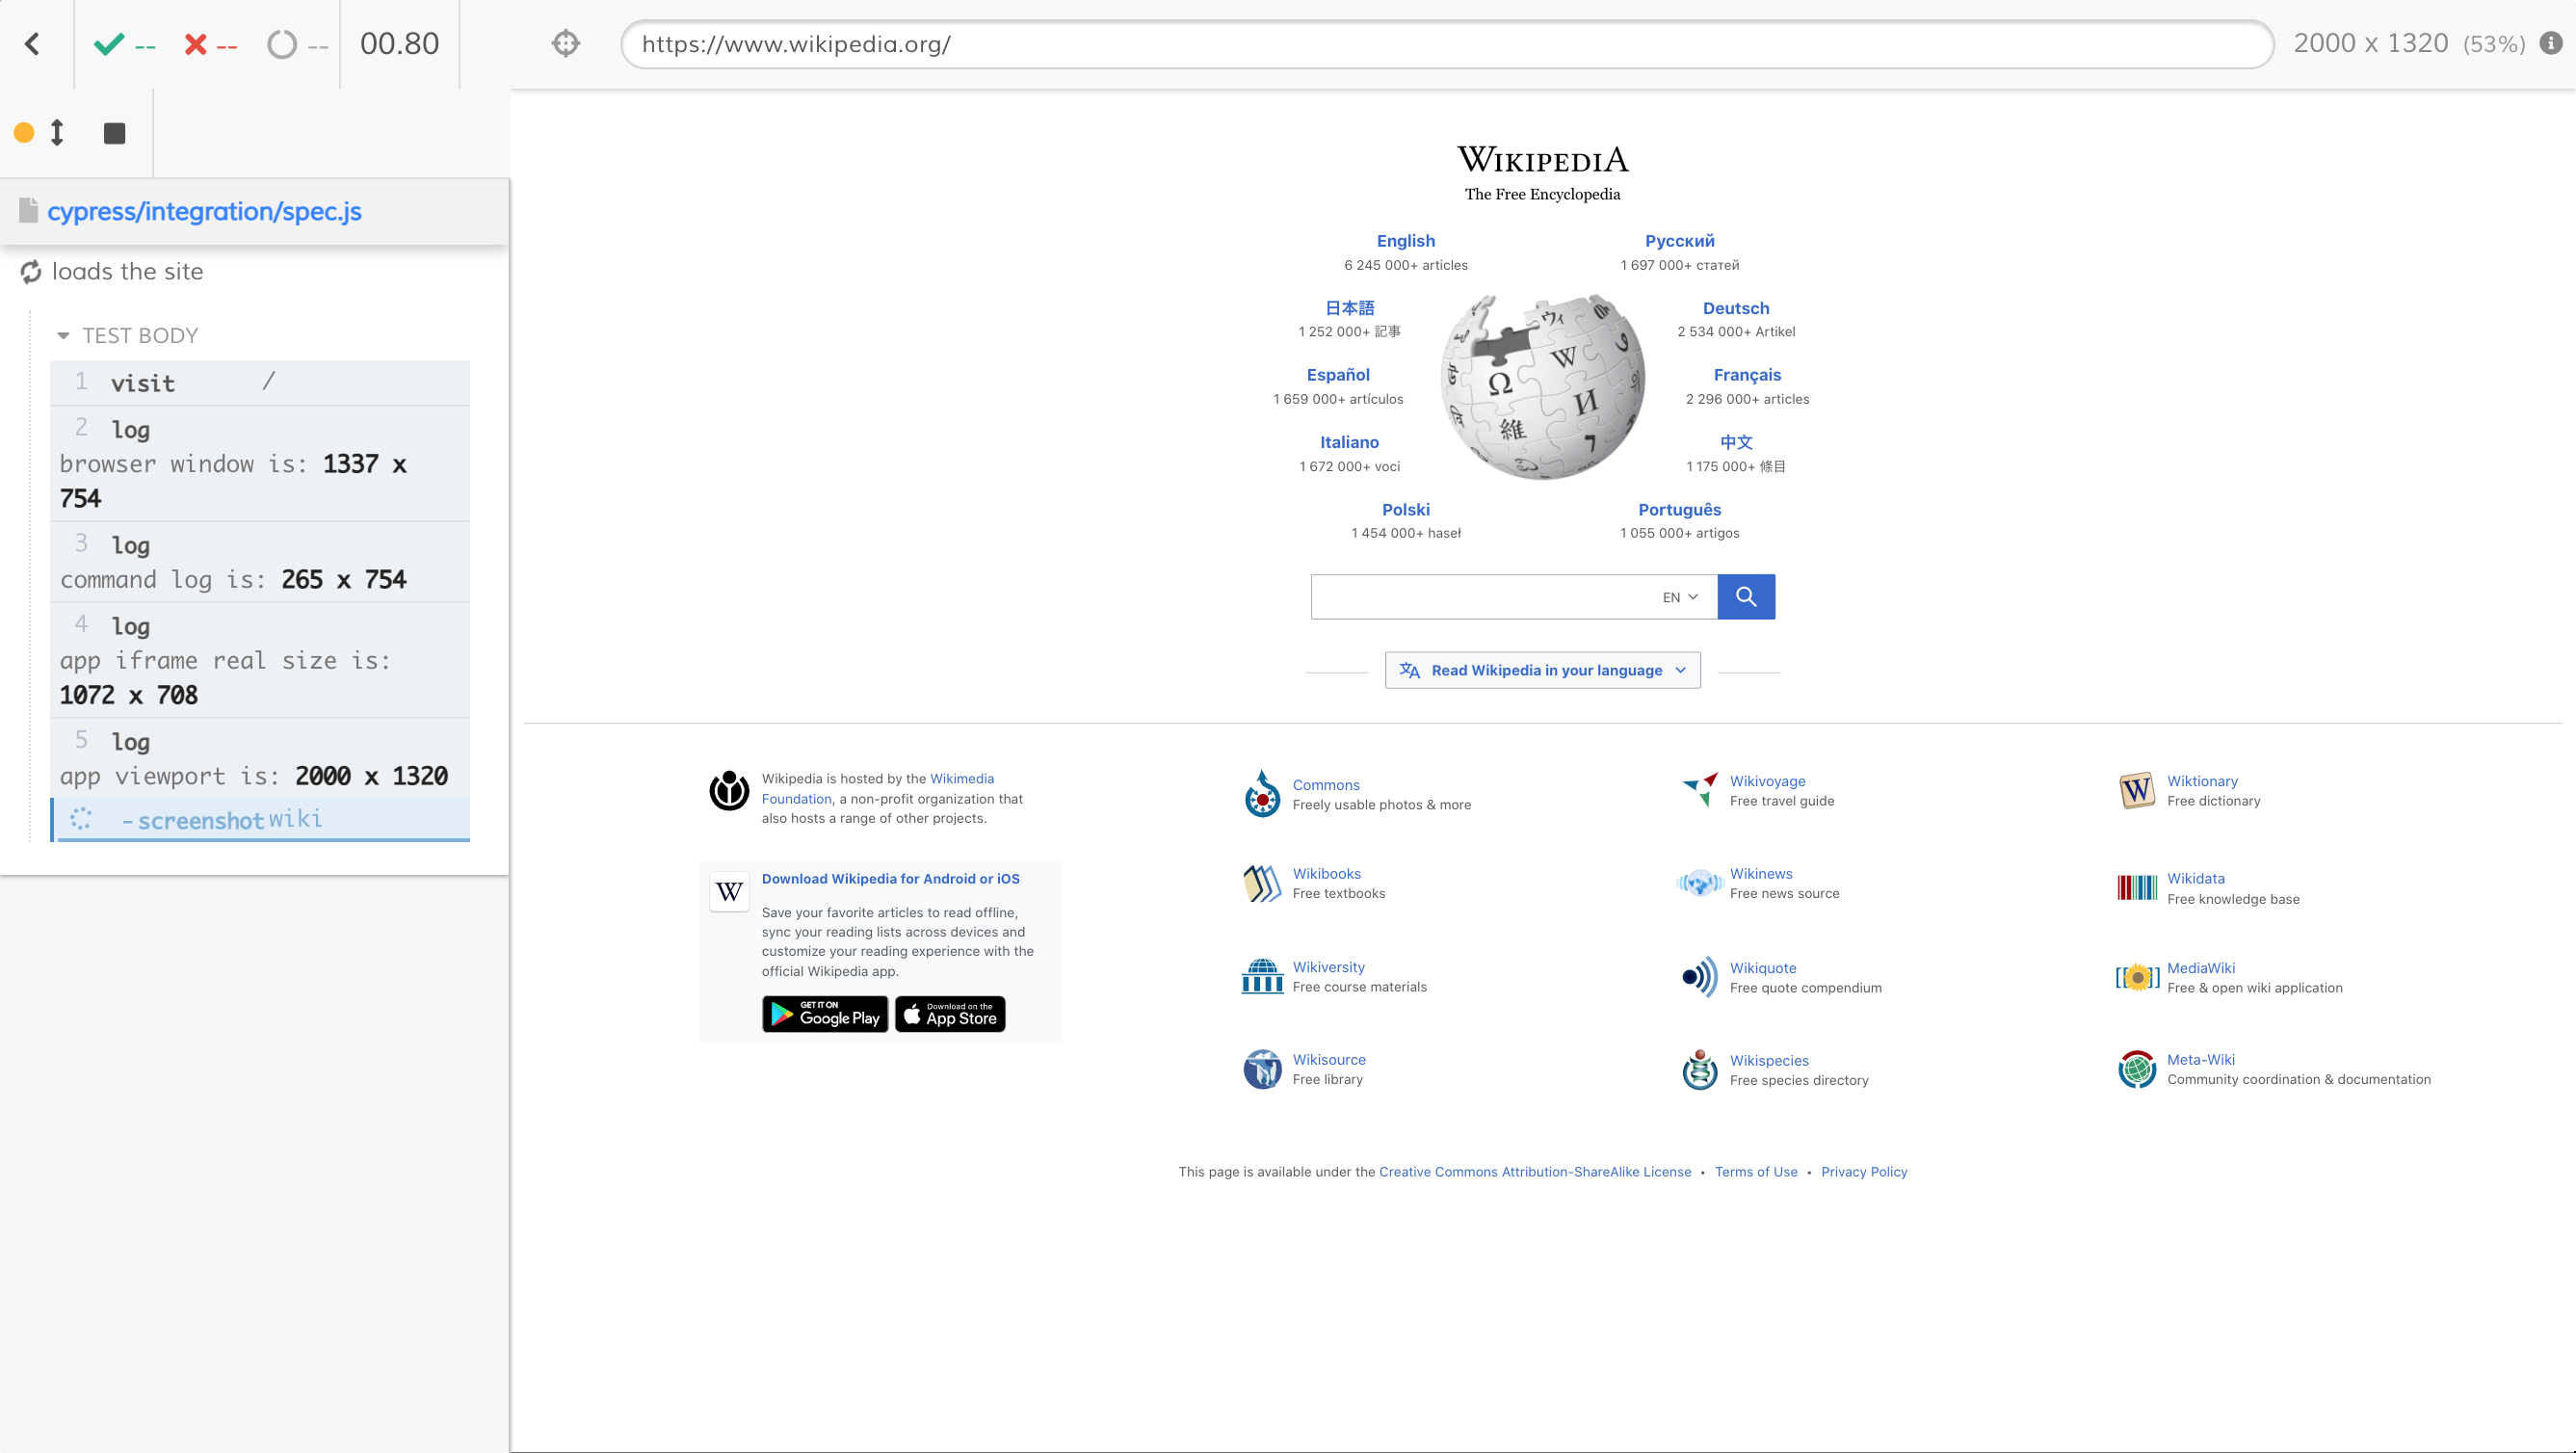 -- -- -- 00.80
https://www.wikipedia.org/
2000 x 1320 (53%)
cypress/integration/spec.js
loads the site
TEST BODY
1 visit /
2 log
browser window is: 1337 x
754
3 log
command log is: 265 x 754
4 log
app iframe real size is:
1072 x 708
5 log
app viewport is: 2000 x 1320
-screenshot wiki
WIKIPEDIA
The Free Encyclopedia
English
6 245 000+ articles
Русский
1 697 000+ статей
日本語
1 252 000+ 記事
Deutsch
2 534 000+ Artikel
Español
1 659 000+ artículos
Français
2 296 000+ articles
Italiano
1 672 000+ voci
中文
1 175 000+ 條目
Polski
1 454 000+ haseł
Português
1 055 000+ artigos
Ω W И 維 ウィ
EN
Read Wikipedia in your language
Wikipedia is hosted by the Wikimedia
Foundation, a non-profit organization that
also hosts a range of other projects.
W
Download Wikipedia for Android or iOS
Save your favorite articles to read offline,
sync your reading lists across devices and
customize your reading experience with the
official Wikipedia app.
GET IT ON
Google Play
Download on the
App Store
Commons
Freely usable photos & more
Wikivoyage
Free travel guide
W
Wiktionary
Free dictionary
Wikibooks
Free textbooks
Wikinews
Free news source
Wikidata
Free knowledge base
Wikiversity
Free course materials
Wikiquote
Free quote compendium
MediaWiki
Free & open wiki application
Wikisource
Free library
Wikispecies
Free species directory
Meta-Wiki
Community coordination & documentation
This page is available under the Creative Commons Attribution-ShareAlike License • Terms of Use • Privacy Policy